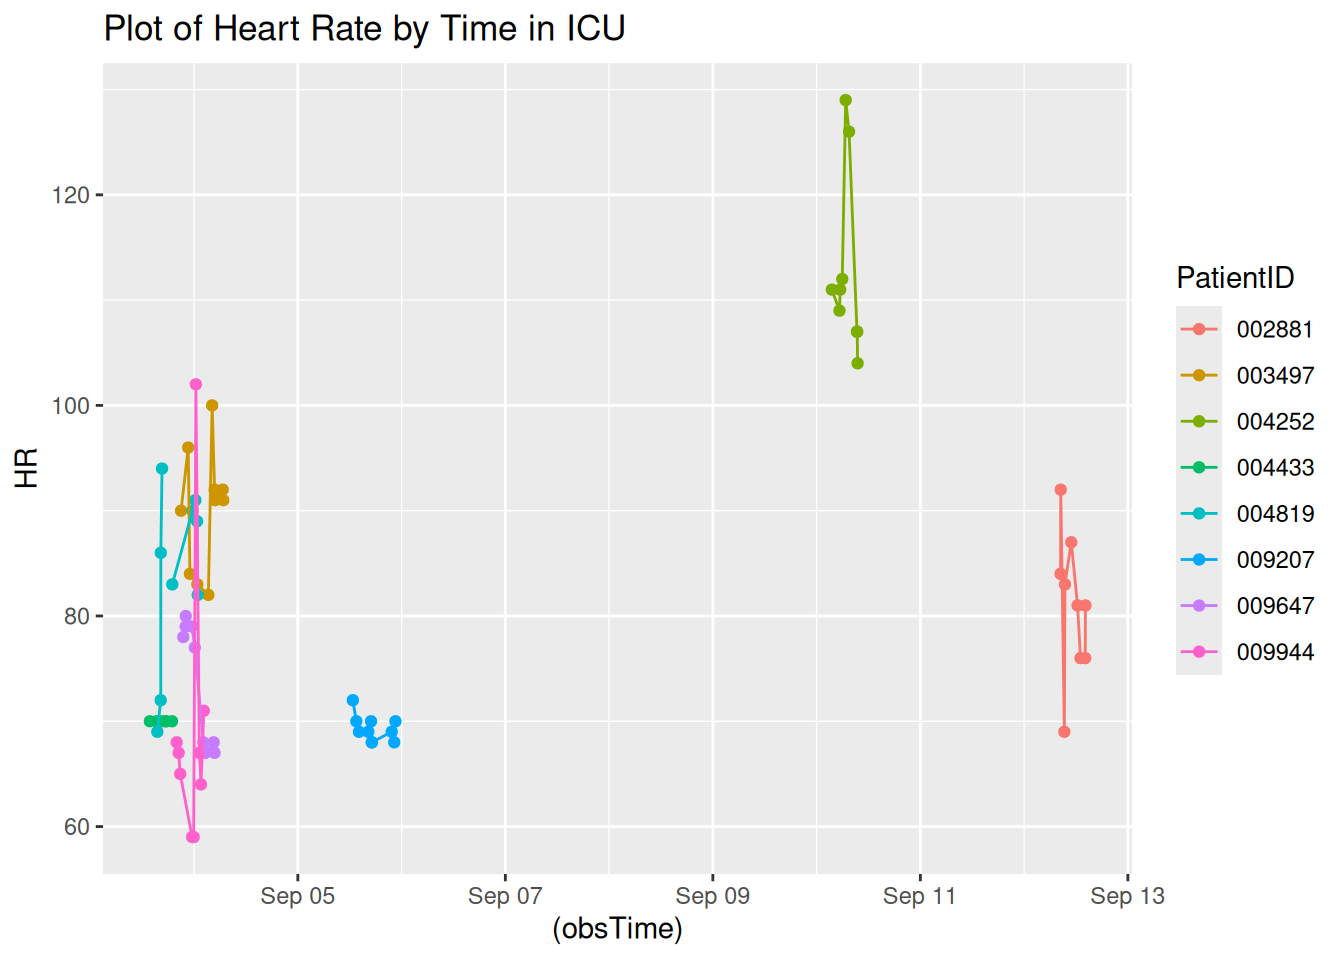 Plot of Heart Rate by Time in ICU
120
100
80
60
HR
Sep 05
Sep 07
Sep 09
Sep 11
Sep 13
(obsTime)
PatientID
002881
003497
004252
004433
004819
009207
009647
009944